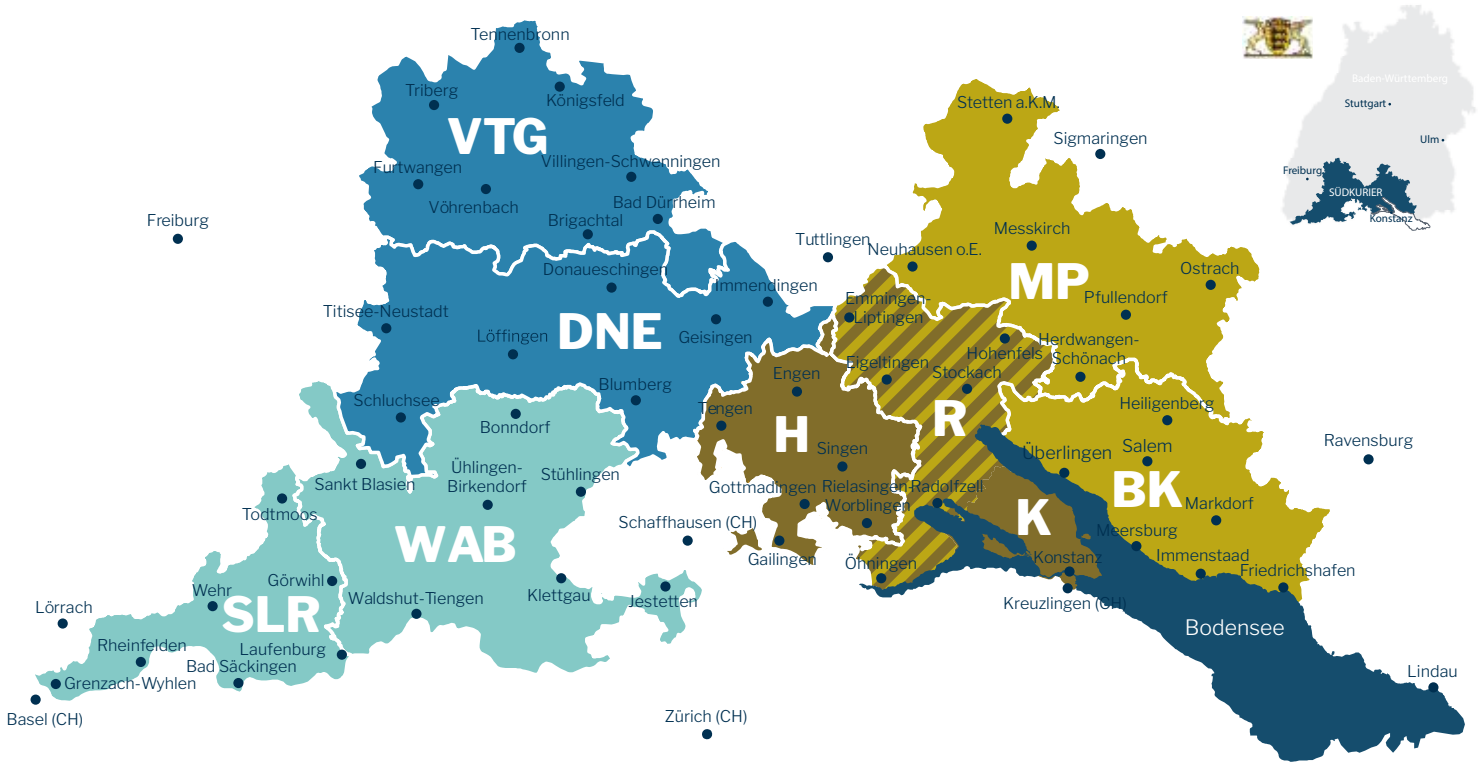 Tennenbronn
Triberg
Königsfeld
VTG
Furtwangen
Villingen-Schwenningen
Vöhrenbach
Bad Dürrheim
Brigachtal
Freiburg
Donaueschingen
Immendingen
Titisee-Neustadt
Löffingen
DNE
Geisingen
Blumberg
Schluchsee
Tuttlingen
Stetten a.K.M.
Sigmaringen
Neuhausen o.E.
Messkirch
MP
Ostrach
Pfullendorf
Emmingen-
Liptingen
Herdwangen-
Schönach
Hohenfels
Eigeltingen
Stockach
R
Engen
Tengen
H
Singen
Gottmadingen
Rielasingen-
Worblingen
Radolfzell
Gailingen
Öhningen
K
Konstanz
Kreuzlingen (CH)
Heiligenberg
Salem
Überlingen
BK
Markdorf
Meersburg
Immenstaad
Friedrichshafen
Ravensburg
Bodensee
Lindau
Bonndorf
Ühlingen-
Birkendorf
Stühlingen
Sankt Blasien
Todtmoos
WAB
Schaffhausen (CH)
Görwihl
Wehr
SLR
Waldshut-Tiengen
Klettgau
Jestetten
Lörrach
Rheinfelden
Laufenburg
Bad Säckingen
Grenzach-Wyhlen
Basel (CH)
Zürich (CH)
Baden-Württemberg
Stuttgart
Ulm
Freiburg
SÜDKURIER
Konstanz